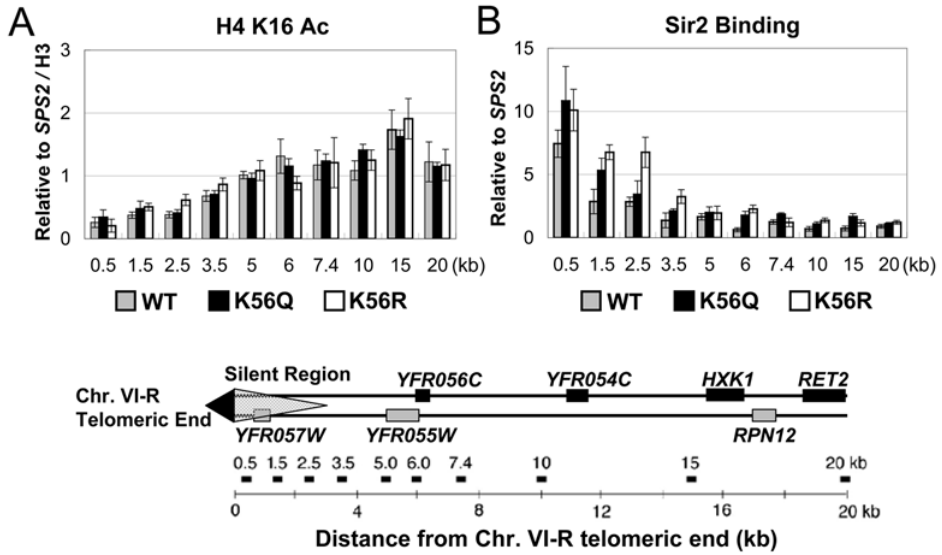 A
H4 K16 Ac
Relative to SPS2 / H3
3
2
1
0
0.5 1.5 2.5 3.5 5 6 7.4 10 15 20 (kb)
WT K56Q K56R
B
Sir2 Binding
Relative to SPS2
15
10
5
0
0.5 1.5 2.5 3.5 5 6 7.4 10 15 20 (kb)
WT K56Q K56R
Silent Region
YFR056C YFR054C HXK1 RET2
Chr. VI-R
Telomeric End
YFR057W YFR055W RPN12
0.5 1.5 2.5 3.5 5.0 6.0 7.4 10 15 20 kb
0 4 8 12 16 20 kb
Distance from Chr. VI-R telomeric end (kb)